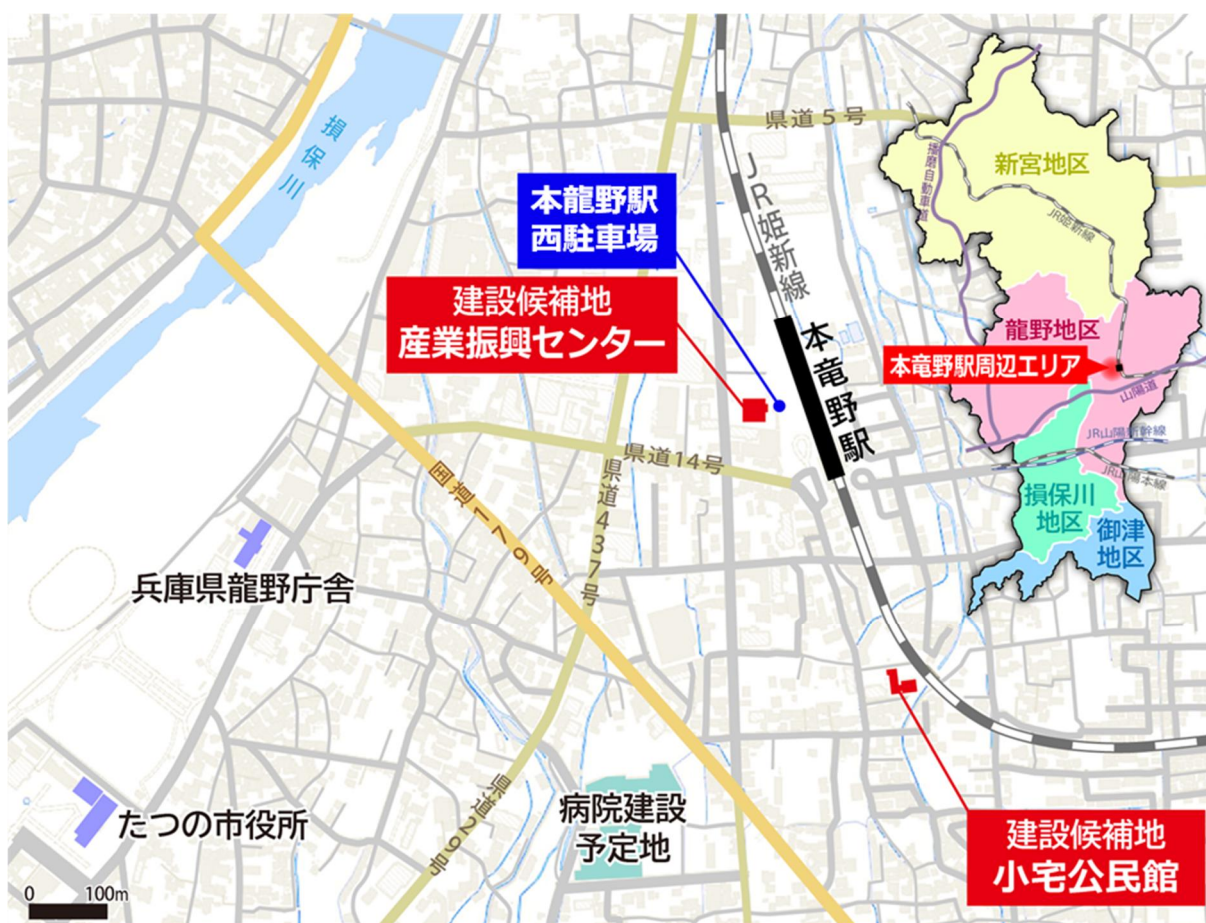 損保川
県道5号
JR姫新線
本龍野駅
西駐車場
建設候補地
産業振興センター
本竜野駅
県道14号
県道437号
国道179号
兵庫県龍野庁舎
たつの市役所
県道29号
病院建設
予定地
建設候補地
小宅公民館
0 100m
新宮地区
播磨自動車道
JR姫新線
龍野地区
本竜野駅周辺エリア
山陽道
JR山陽新幹線
JR山陽本線
損保川
地区
御津
地区